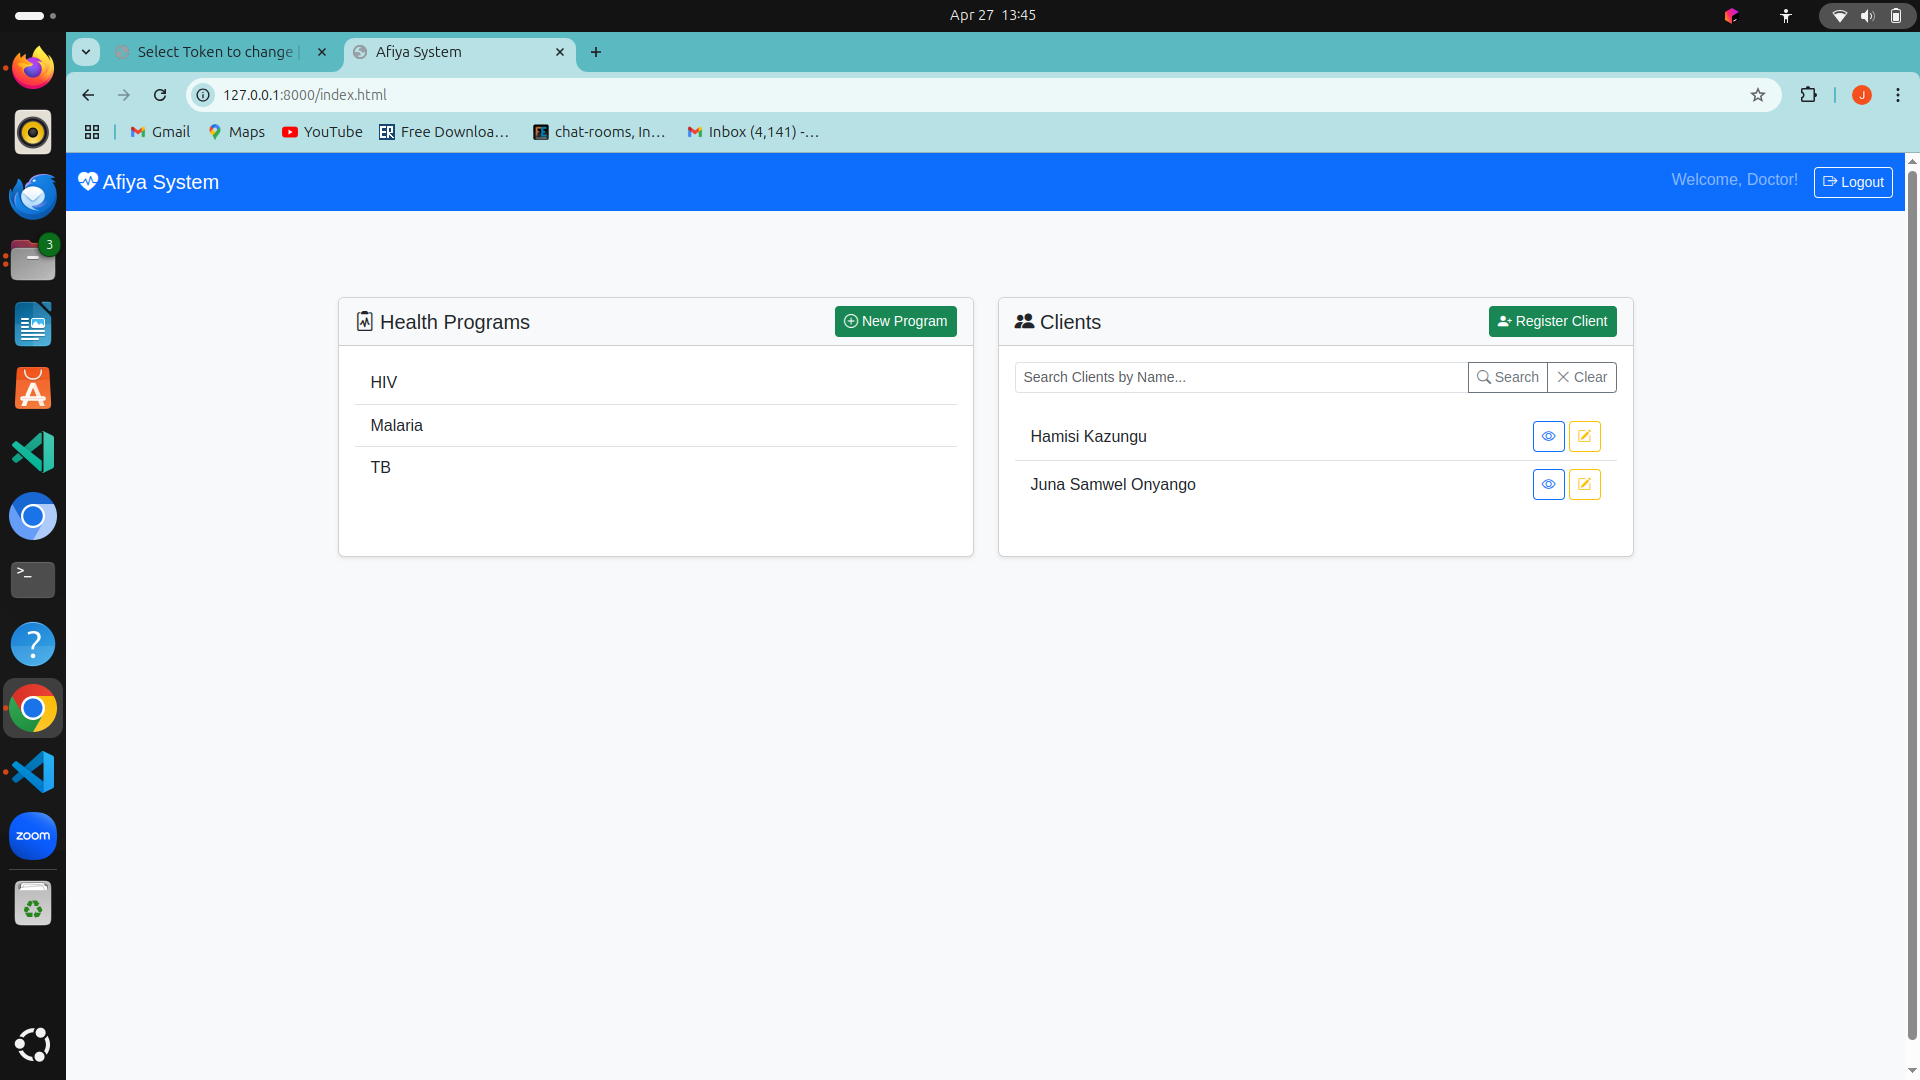 Apr 27 13:45
Select Token to change |
Afiya System
127.0.0.1:8000/index.html
J
Gmail
Maps
YouTube
ER
Free Downloa...
chat-rooms, In...
Inbox (4,141) -...
3
Afiya System
Welcome, Doctor!
Logout
Health Programs
New Program
HIV
Malaria
TB
Clients
Register Client
Search Clients by Name...
Search
Clear
Hamisi Kazungu
Juna Samwel Onyango
>_
?
zoom